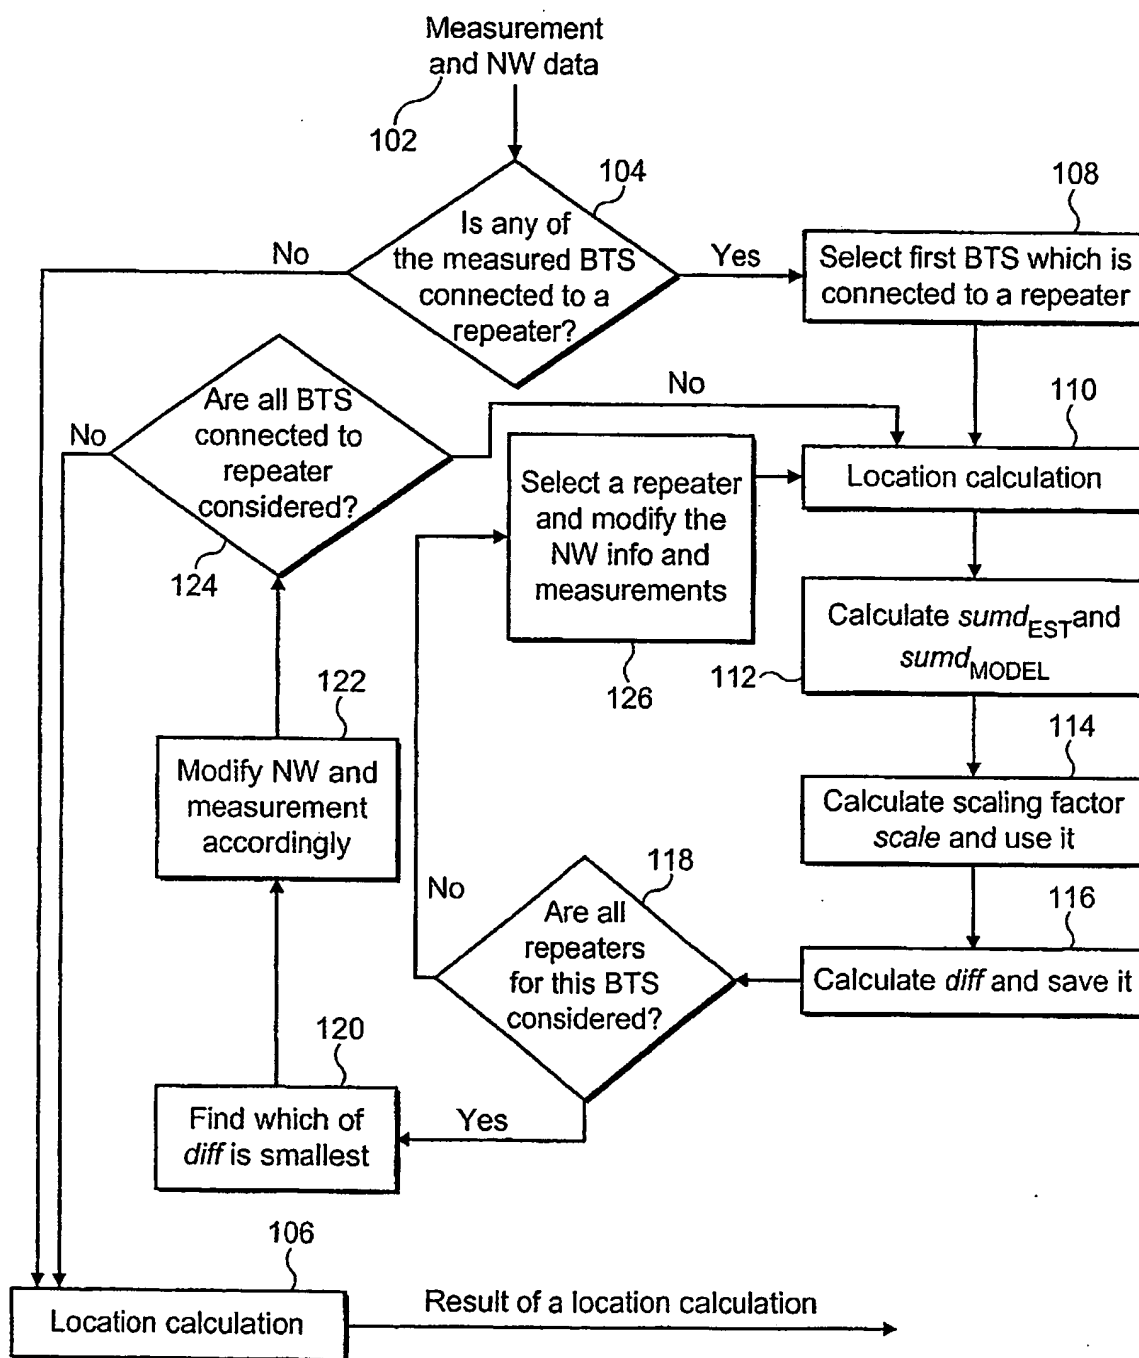 Measurement
and NW data
102
104
Is any of
the measured BTS
connected to a
repeater?
No
Yes
108
Select first BTS which is
connected to a repeater
Are all BTS
connected to
repeater
considered?
No
No
124
110
Location calculation
Select a repeater
and modify the
NW info and
measurements
126
Calculate sumdEST and
sumdMODEL
112
122
Modify NW and
measurement
accordingly
114
Calculate scaling factor
scale and use it
118
Are all
repeaters
for this BTS
considered?
No
Yes
116
Calculate diff and save it
120
Find which of
diff is smallest
106
Location calculation
Result of a location calculation